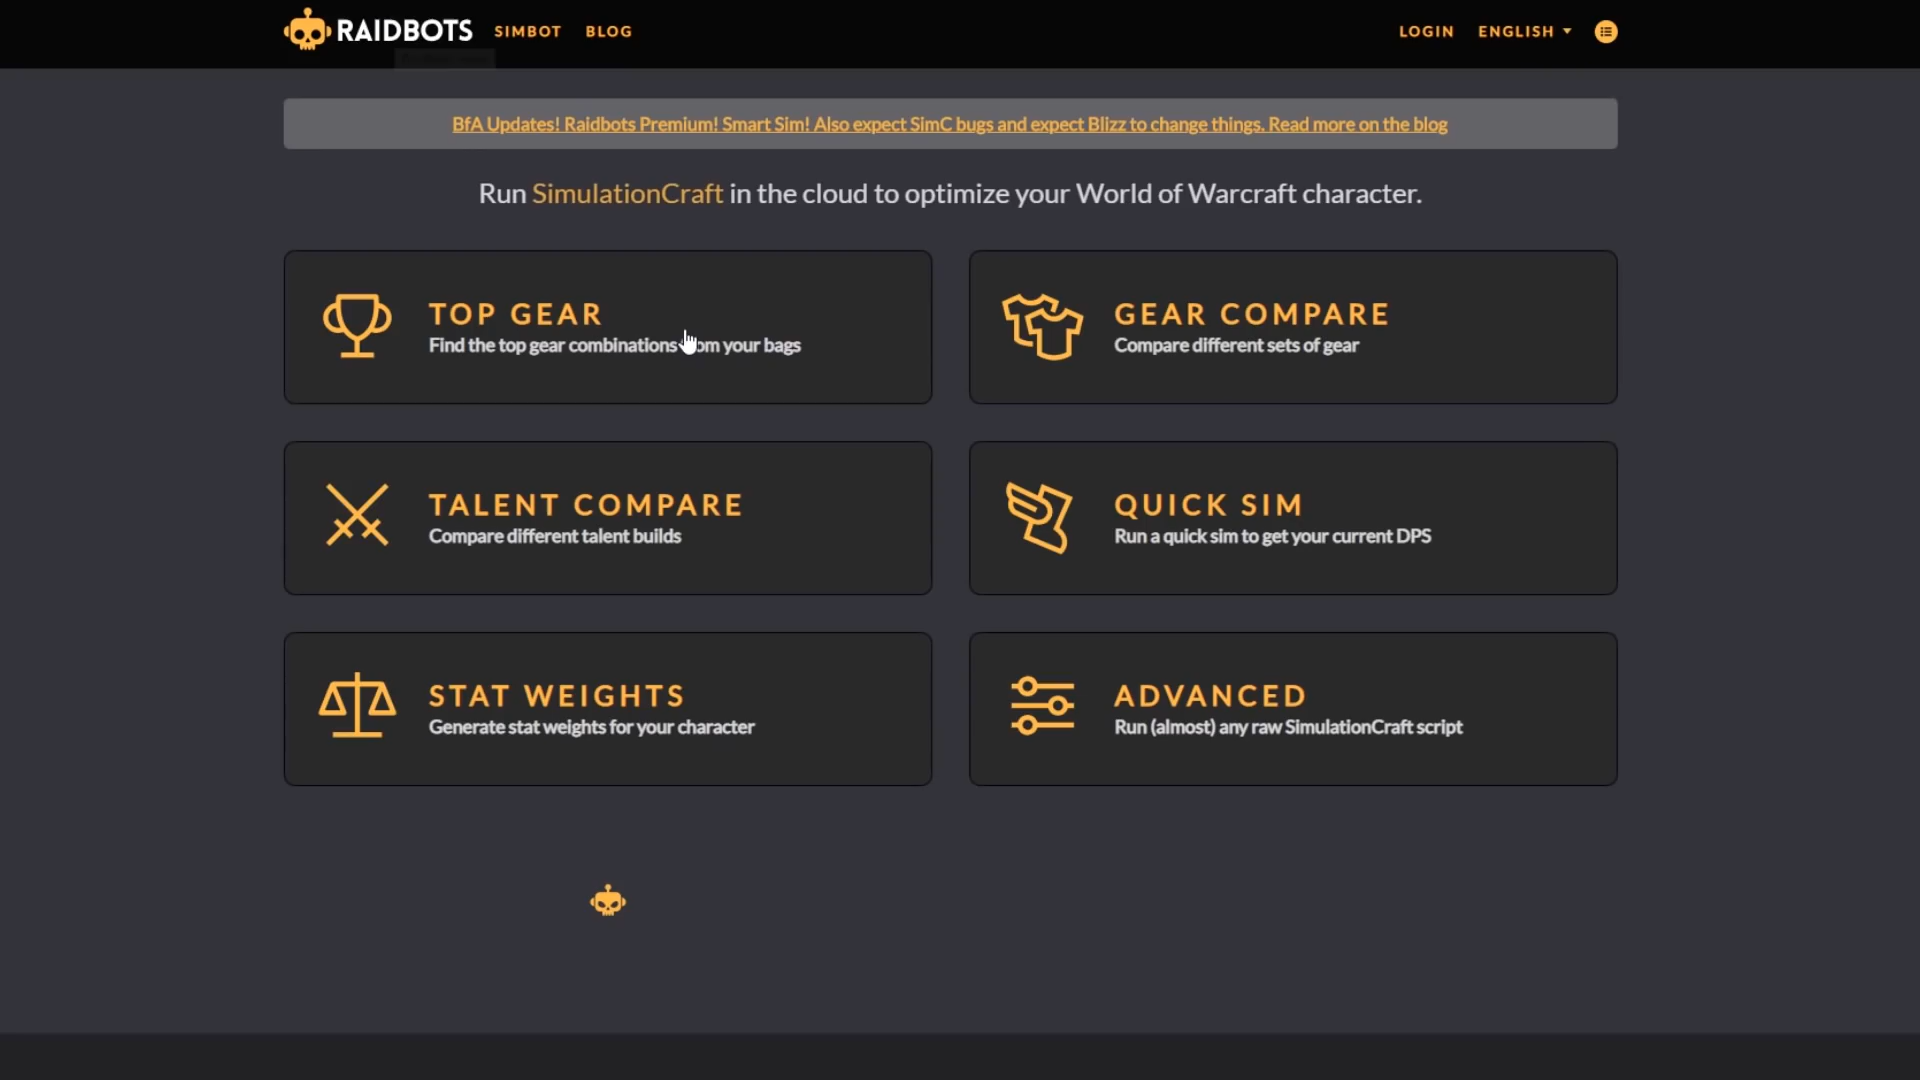 RAIDBOTS SIMBOT BLOG LOGIN ENGLISH
BfA Updates! Raidbots Premium! Smart Sim! Also expect SimC bugs and expect Blizz to change things. Read more on the blog
Run SimulationCraft in the cloud to optimize your World of Warcraft character.
TOP GEAR
Find the top gear combinations your bags
GEAR COMPARE
Compare different sets of gear
TALENT COMPARE
Compare different talent builds
QUICK SIM
Run a quick sim to get your current DPS
STAT WEIGHTS
Generate stat weights for your character
ADVANCED
Run (almost) any raw SimulationCraft script